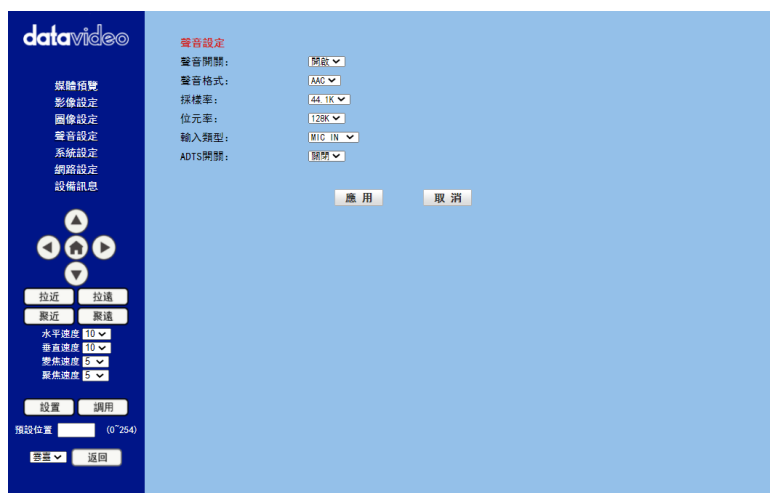 datavideo
媒體預覽
影像設定
圖像設定
聲音設定
系統設定
網路設定
設備訊息
拉近 拉遠
聚近 聚遠
水平速度 10
垂直速度 10
變焦速度 5
聚焦速度 5
設置 調用
預設位置 (0~254)
返回
聲音設定
聲音開關: 開啟
聲音格式: AAC
採樣率: 44.1K
位元率: 128K
輸入類型: MIC IN
ADTS開關: 關閉
應用 取消